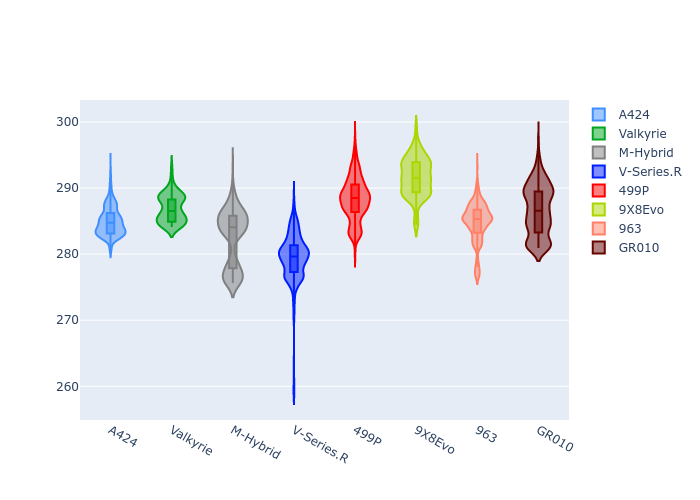 300
290
280
270
260
A424
Valkyrie
M-Hybrid
V-Series.R
499P
9X8Evo
963
GR010
A424
Valkyrie
M-Hybrid
V-Series.R
499P
9X8Evo
963
GR010